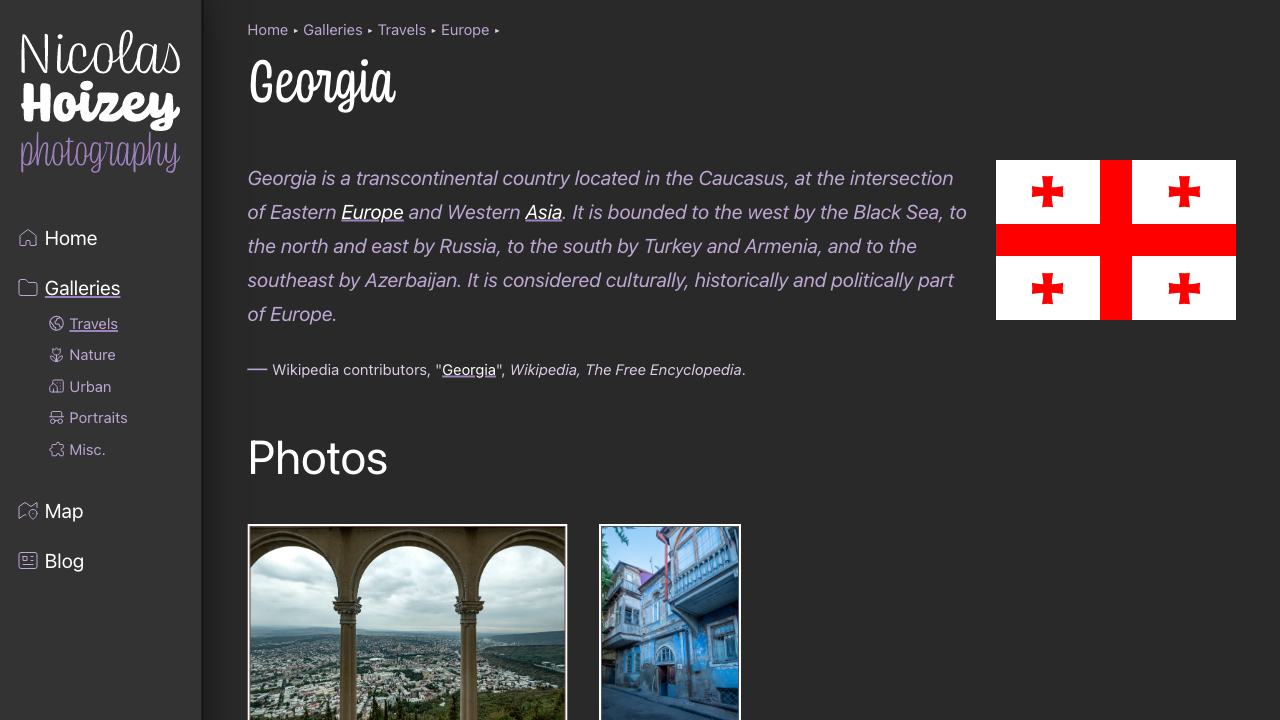 Nicolas
Hoizey
photography
Home
Galleries
Travels
Nature
Urban
Portraits
Misc.
Map
Blog
Home ▸ Galleries ▸ Travels ▸ Europe ▸
Georgia
Georgia is a transcontinental country located in the Caucasus, at the intersection
of Eastern Europe and Western Asia. It is bounded to the west by the Black Sea, to
the north and east by Russia, to the south by Turkey and Armenia, and to the
southeast by Azerbaijan. It is considered culturally, historically and politically part
of Europe.
— Wikipedia contributors, "Georgia", Wikipedia, The Free Encyclopedia.
Photos